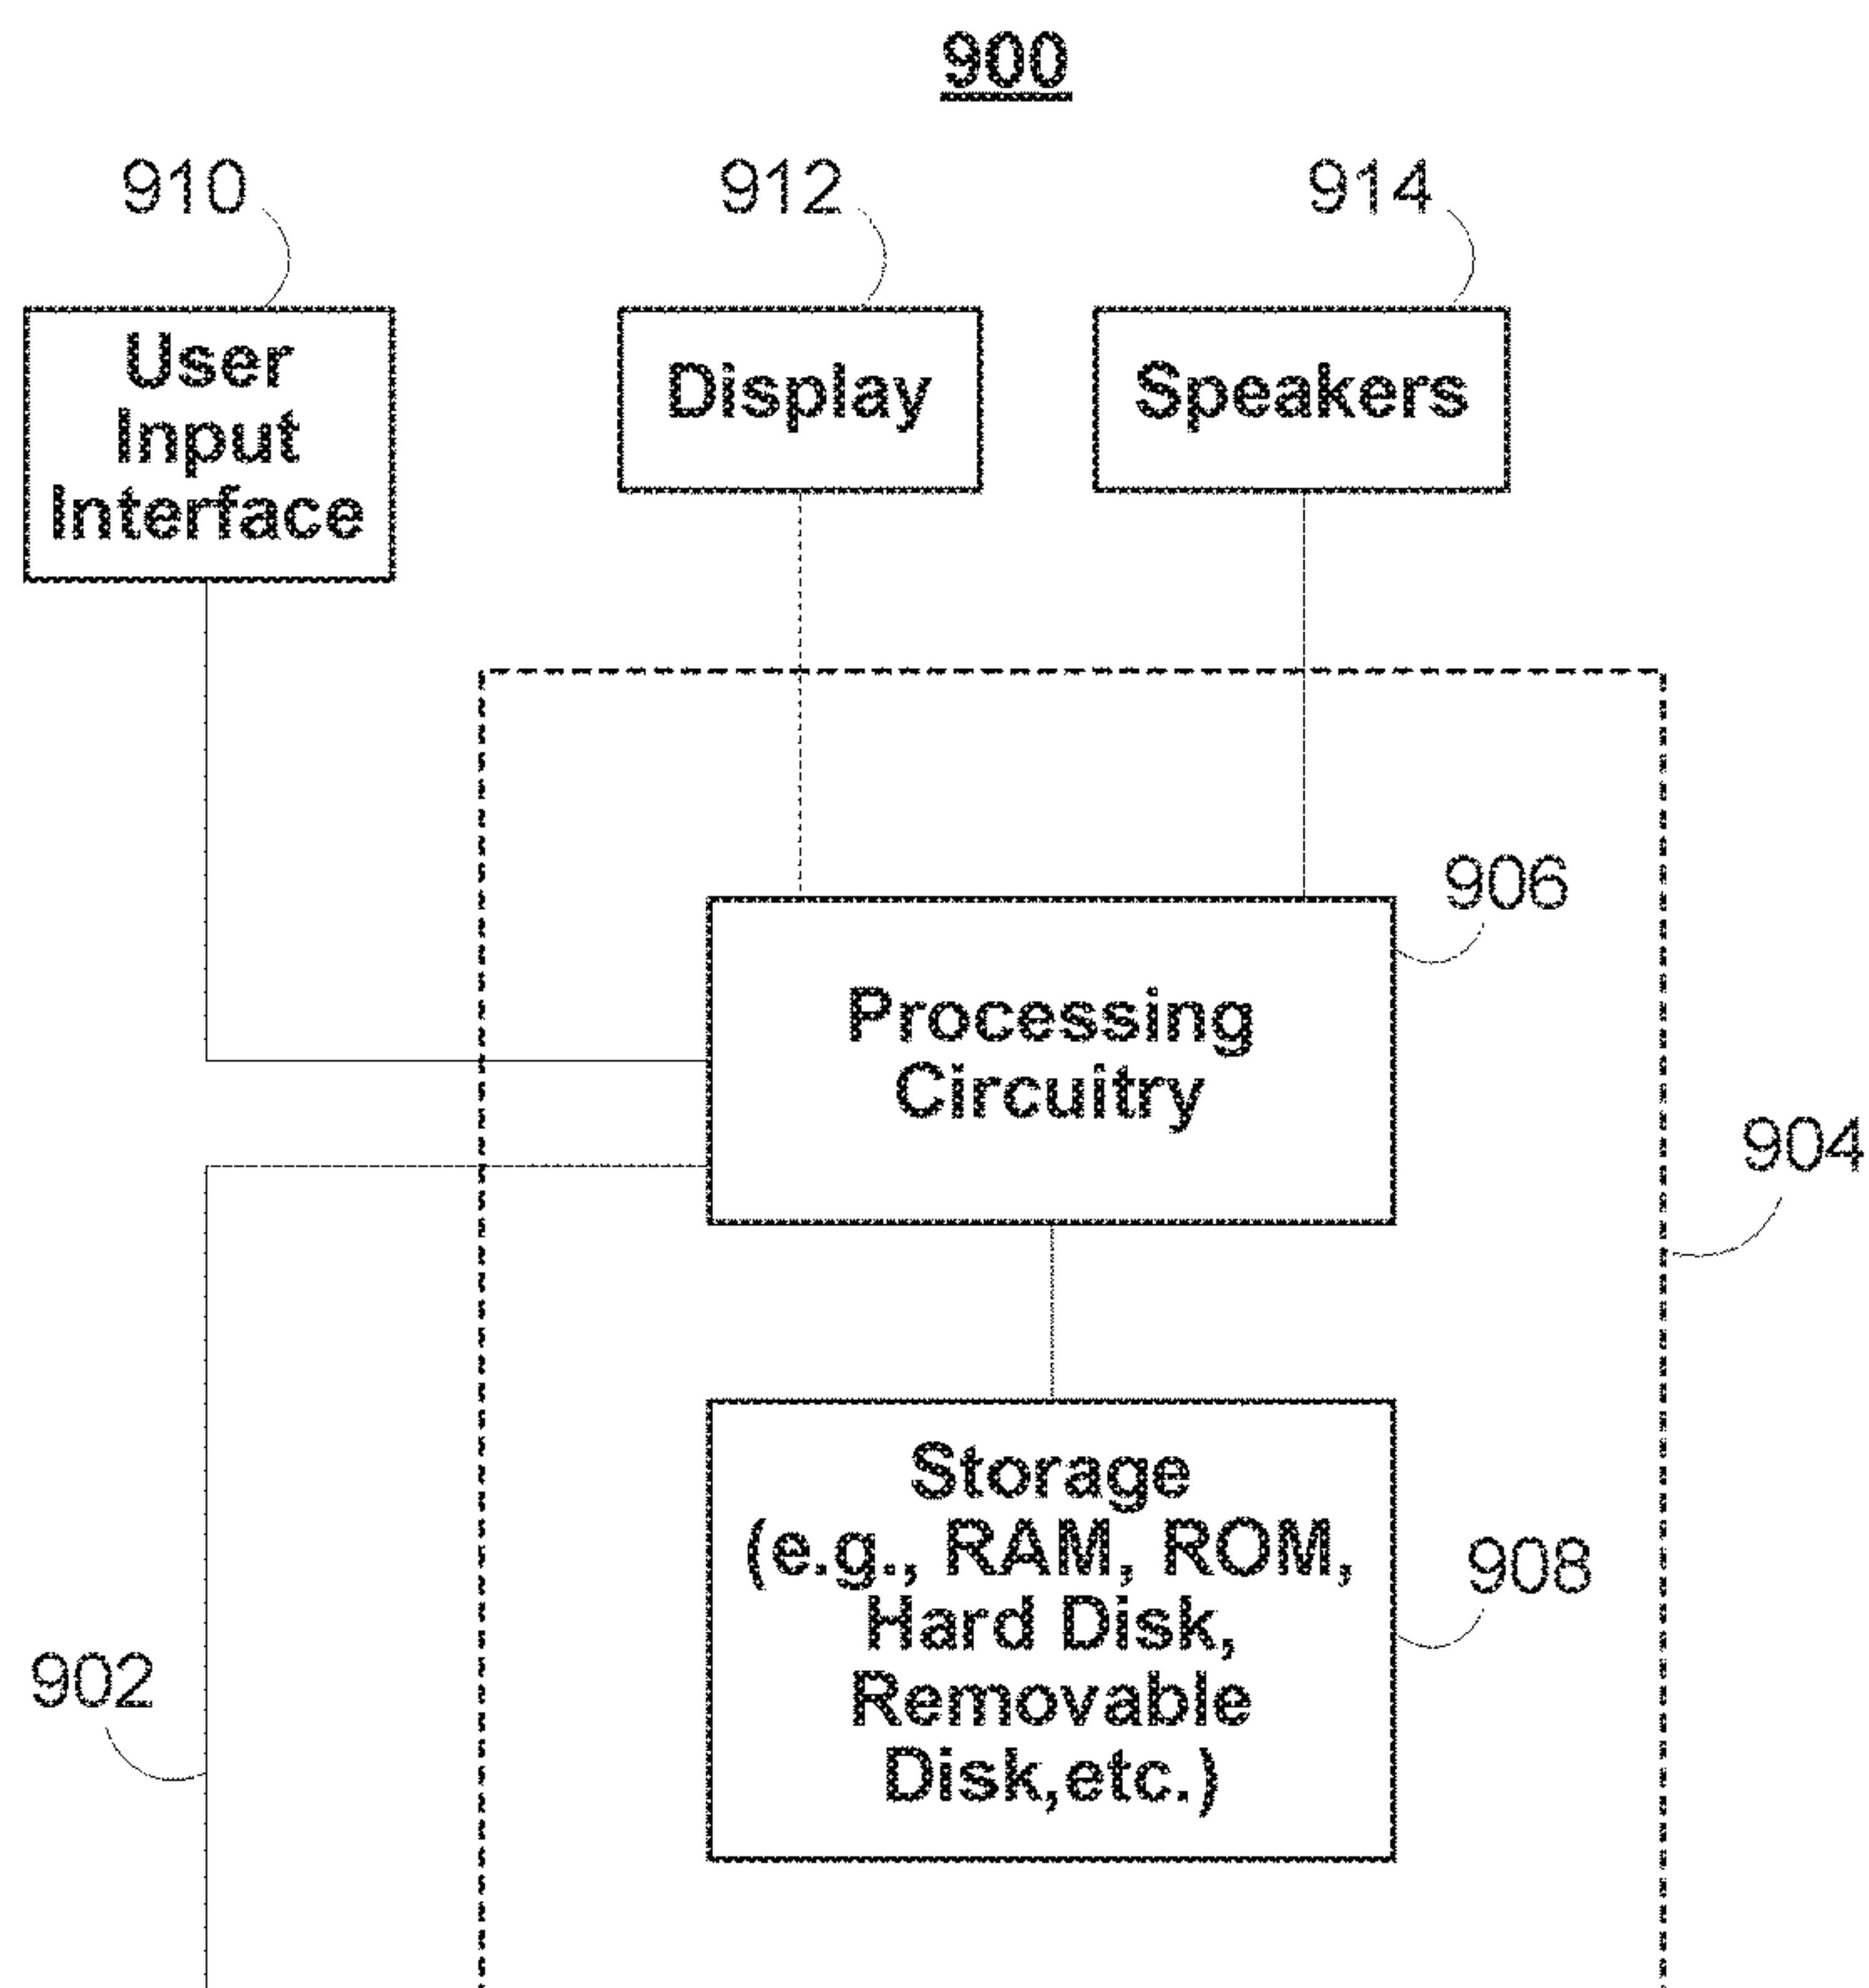 900
910
912
914
User
Input
Interface
Display
Speakers
906
Processing
Circuitry
904
Storage
(e.g., RAM, ROM,
Hard Disk,
Removable
Disk,etc.)
908
902